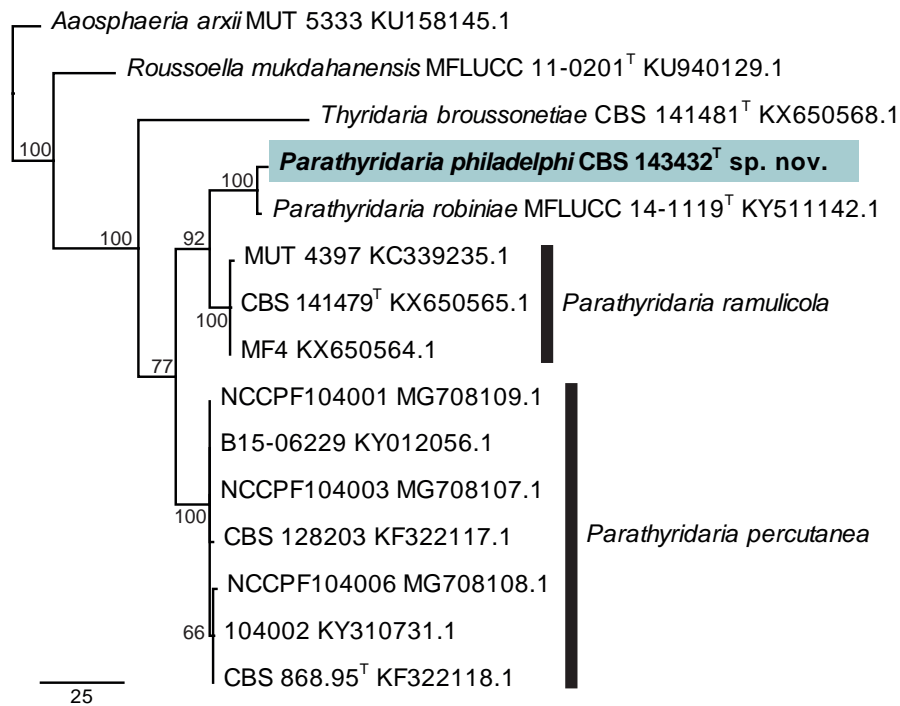 Aaosphaeria arxii MUT 5333 KU158145.1
Roussoella mukdahanensis MFLUCC 11-0201ᵀ KU940129.1
Thyridaria broussonetiae CBS 141481ᵀ KX650568.1
100
Parathyridaria philadelphi CBS 143432ᵀ sp. nov.
100
Parathyridaria robiniae MFLUCC 14-1119ᵀ KY511142.1
100
92
MUT 4397 KC339235.1
CBS 141479ᵀ KX650565.1
Parathyridaria ramulicola
100
MF4 KX650564.1
77
NCCPF104001 MG708109.1
B15-06229 KY012056.1
NCCPF104003 MG708107.1
100
CBS 128203 KF322117.1
Parathyridaria percutanea
NCCPF104006 MG708108.1
66
104002 KY310731.1
CBS 868.95ᵀ KF322118.1
25